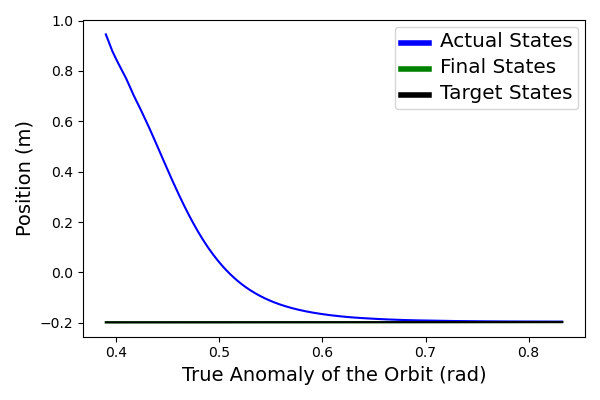 1.0
0.8
0.6
0.4
0.2
0.0
−0.2
Position (m)
Actual States
Final States
Target States
0.4 0.5 0.6 0.7 0.8
True Anomaly of the Orbit (rad)